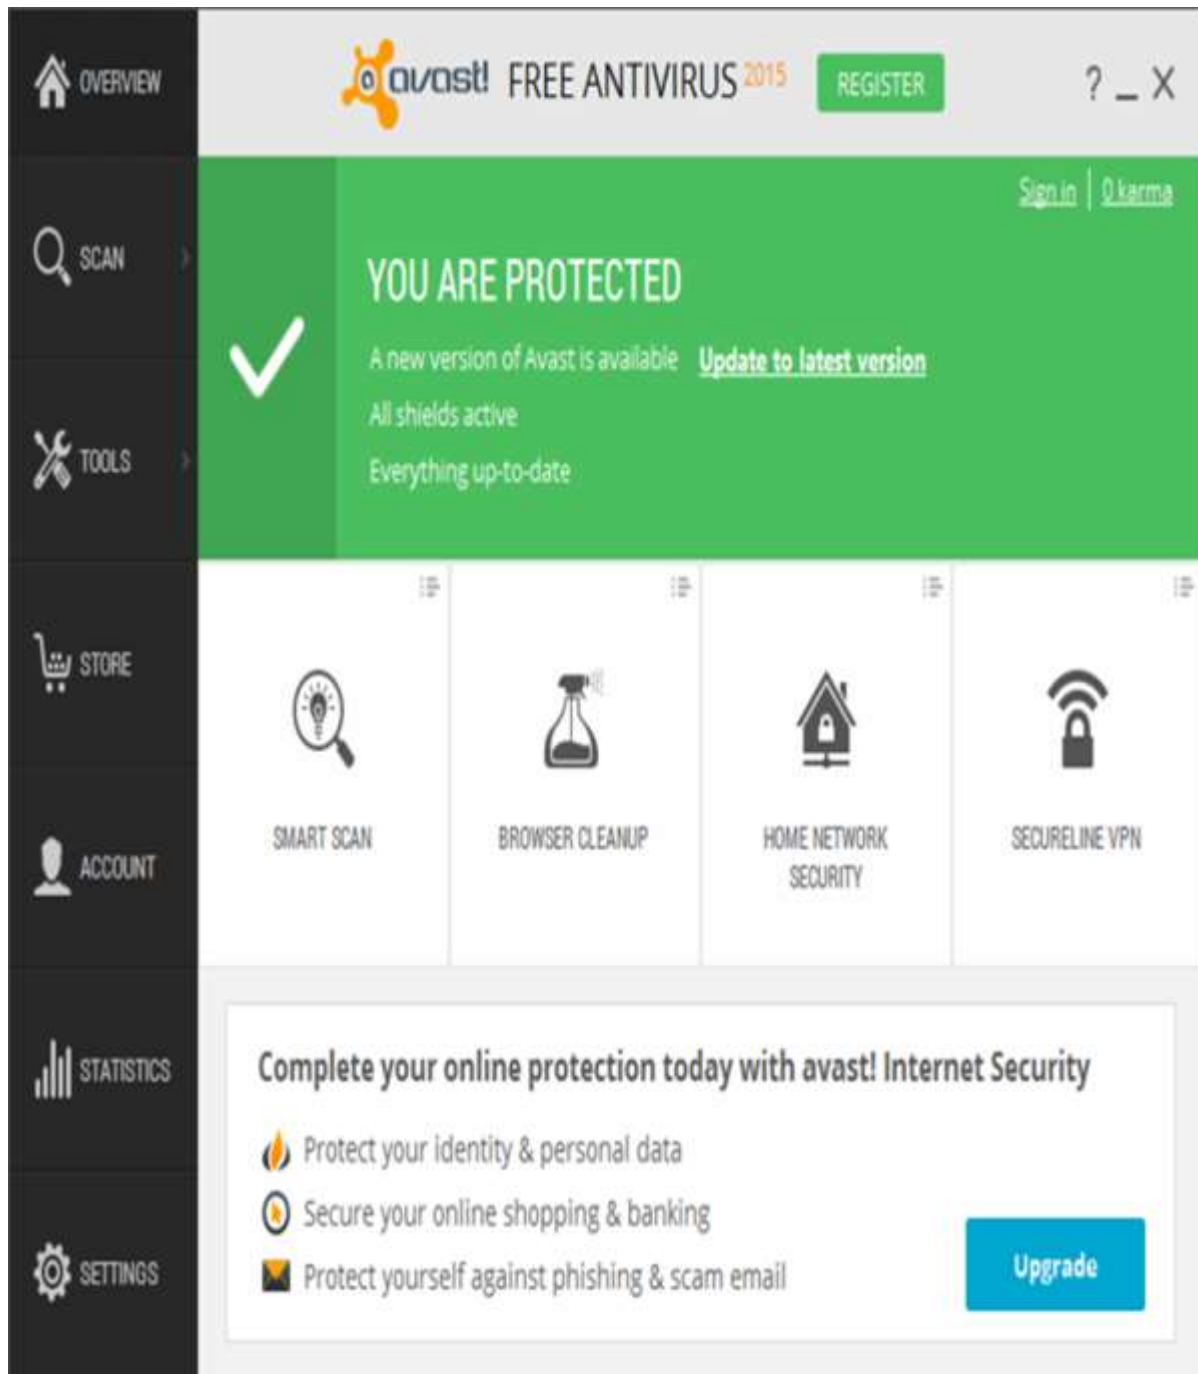 OVERVIEW
avast! FREE ANTIVIRUS 2015
REGISTER
? _ X
SCAN
TOOLS
STORE
ACCOUNT
STATISTICS
SETTINGS
Sign in | 0 karma
YOU ARE PROTECTED
A new version of Avast is available Update to latest version
All shields active
Everything up-to-date
SMART SCAN
BROWSER CLEANUP
HOME NETWORK
SECURITY
SECURELINE VPN
Complete your online protection today with avast! Internet Security
Protect your identity & personal data
Secure your online shopping & banking
Protect yourself against phishing & scam email
Upgrade